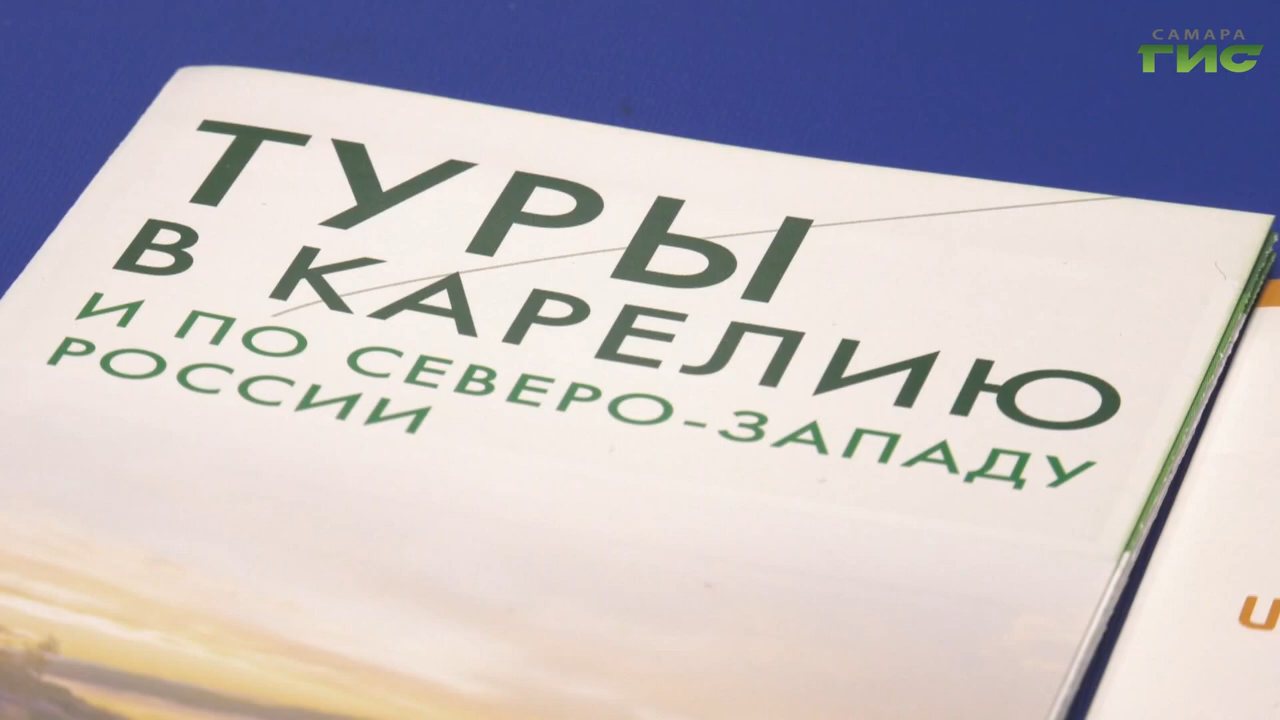 САМАРА
ГИС
ТУРЫ
В КАРЕЛИЮ
И ПО СЕВЕРО-ЗАПАДУ
РОССИИ